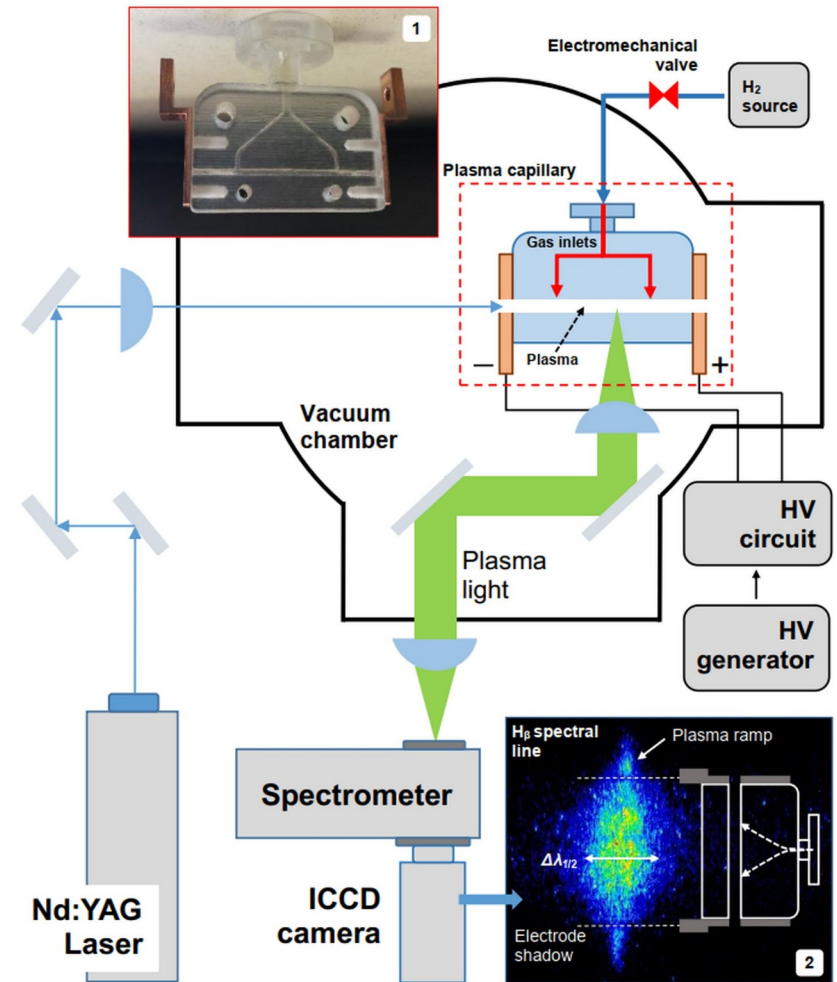 1
Electromechanical
valve
H2
source
Plasma capillary
Gas inlets
Plasma
–
+
Vacuum
chamber
HV
circuit
Plasma
light
HV
generator
Hβ spectral
line
Plasma ramp
Spectrometer
Δλ1/2
Nd:YAG
Laser
ICCD
camera
Electrode
shadow
2